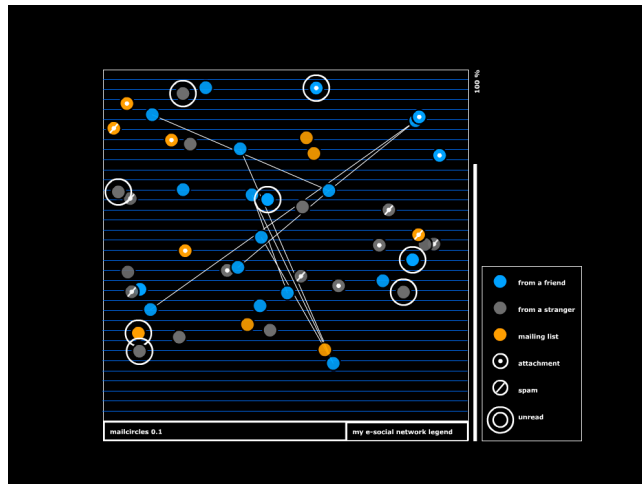 100 %
from a friend
from a stranger
mailing list
attachment
spam
unread
mailcircles 0.1
my e-social network legend